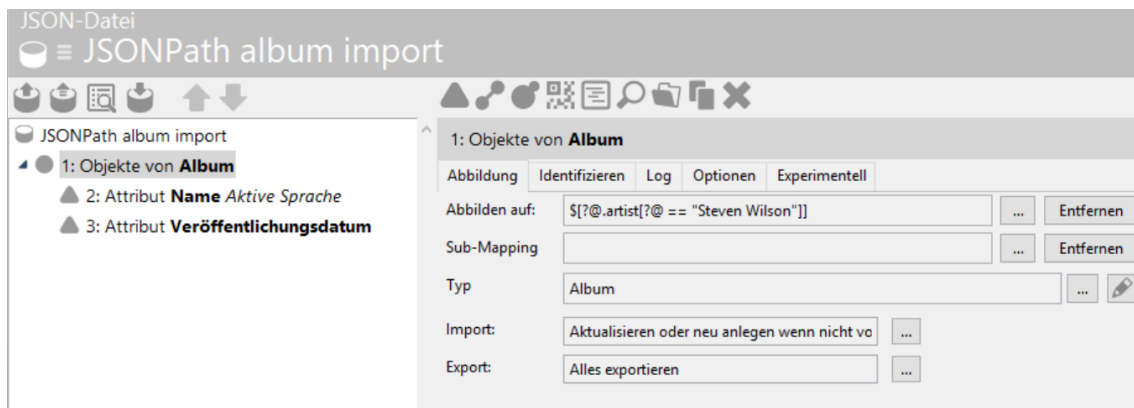 JSON-Datei
JSONPath album import
JSONPath album import
1: Objekte von Album
2: Attribut Name Aktive Sprache
3: Attribut Veröffentlichungsdatum
1: Objekte von Album
Abbildung Identifizieren Log Optionen Experimentell
Abbilden auf: $[?@.artist[?@ == "Steven Wilson"]] ... Entfernen
Sub-Mapping ... Entfernen
Typ Album ...
Import: Aktualisieren oder neu anlegen wenn nicht vo ...
Export: Alles exportieren ...